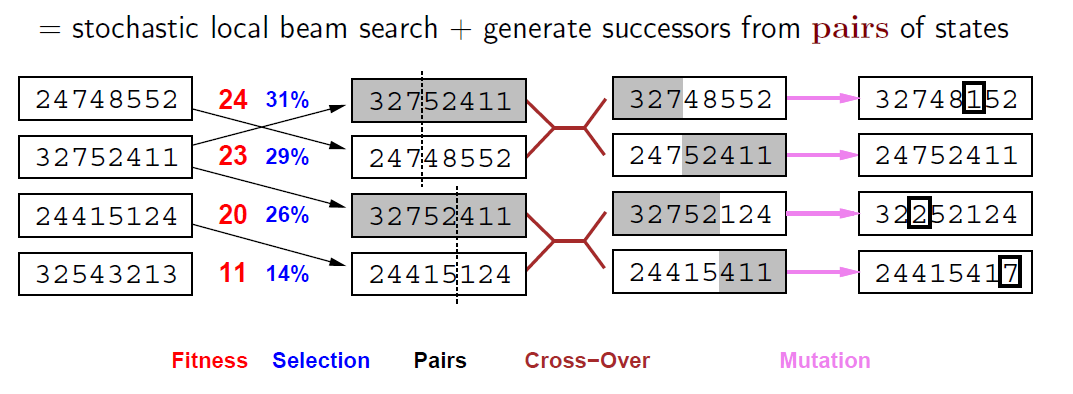 = stochastic local beam search + generate successors from pairs of states
24748552 24 31% 32752411 32748552 32748152
32752411 23 29% 24748552 24752411 24752411
24415124 20 26% 32752411 32752124 32252124
32543213 11 14% 24415124 24415411 24415417
Fitness Selection Pairs Cross−Over Mutation